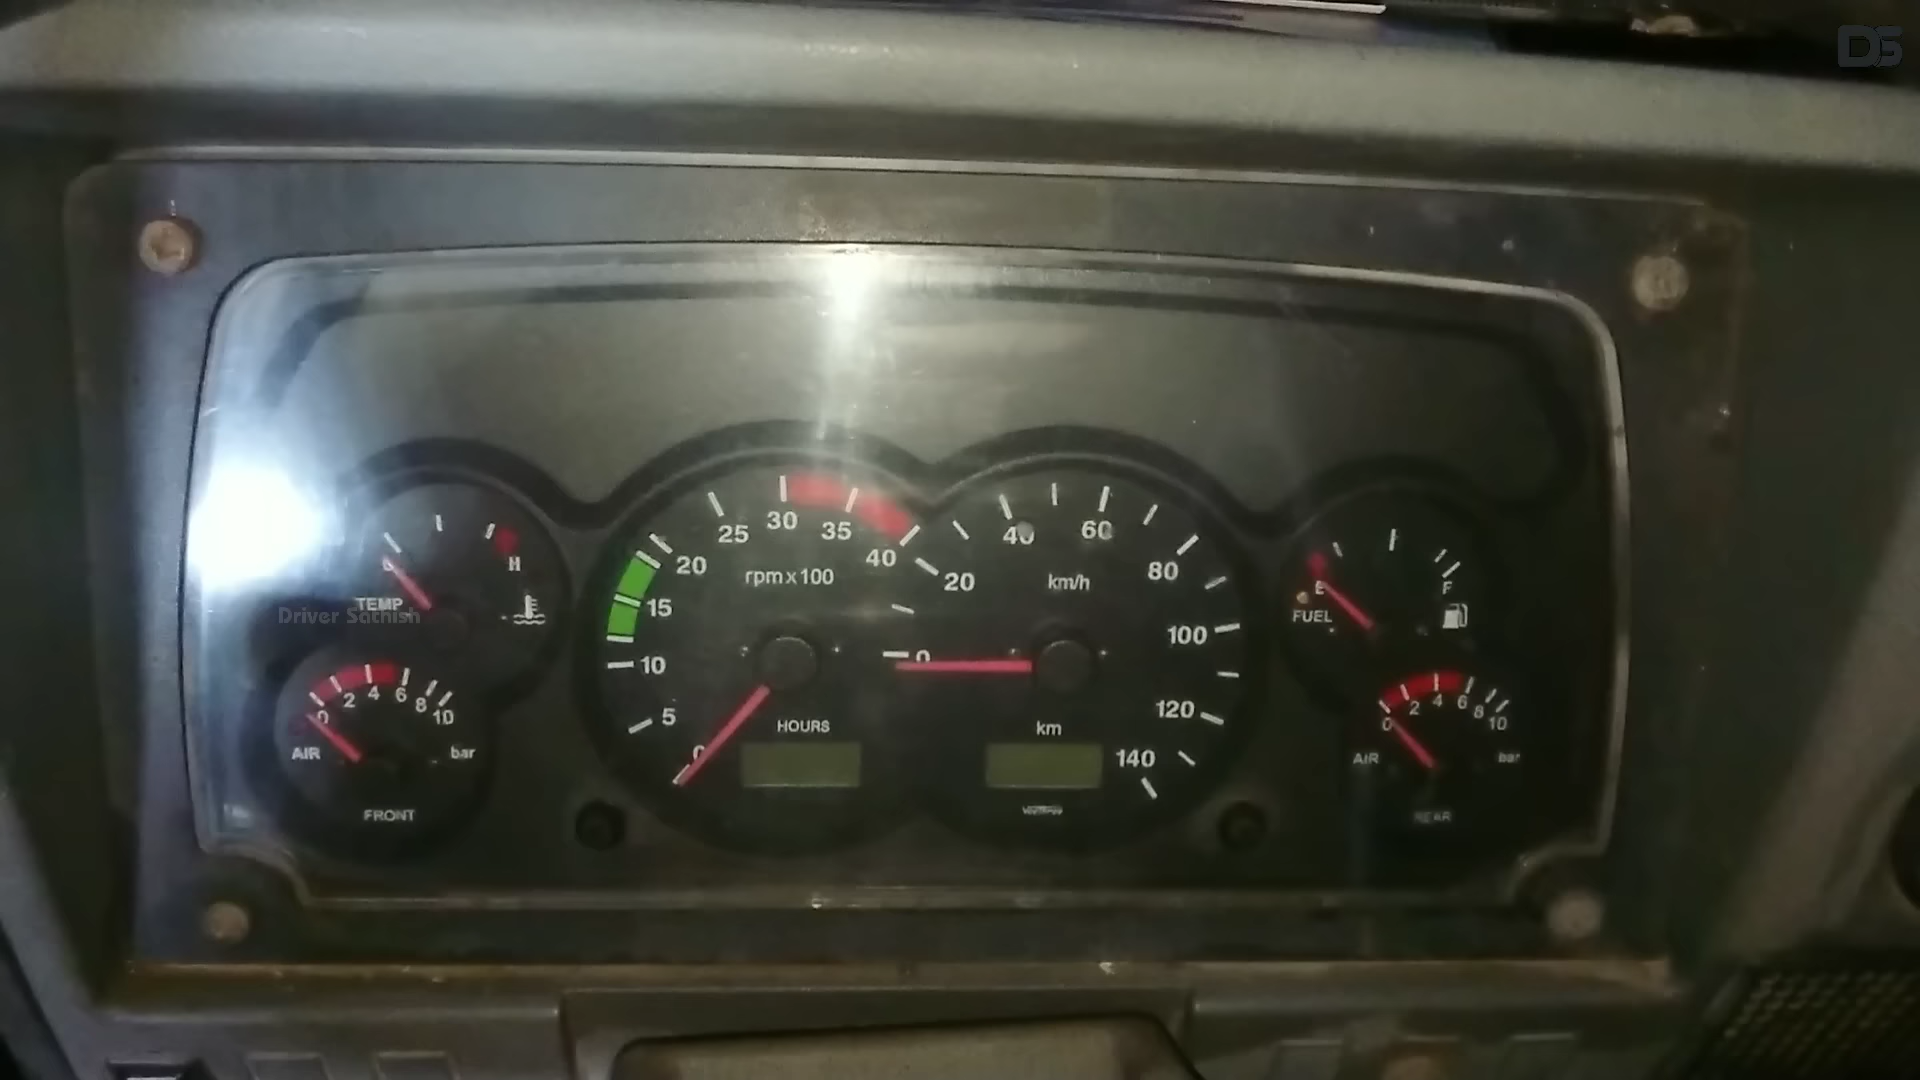 DS
H
TEMP
Driver Sathish
0 2 4 6 8 10
AIR
bar
FRONT
0 5 10 15 20 25 30 35 40
rpm x 100
HOURS
0 20 40 60 80 100 120 140
km/h
km
E
F
FUEL
0 2 4 6 8 10
AIR
bar
REAR